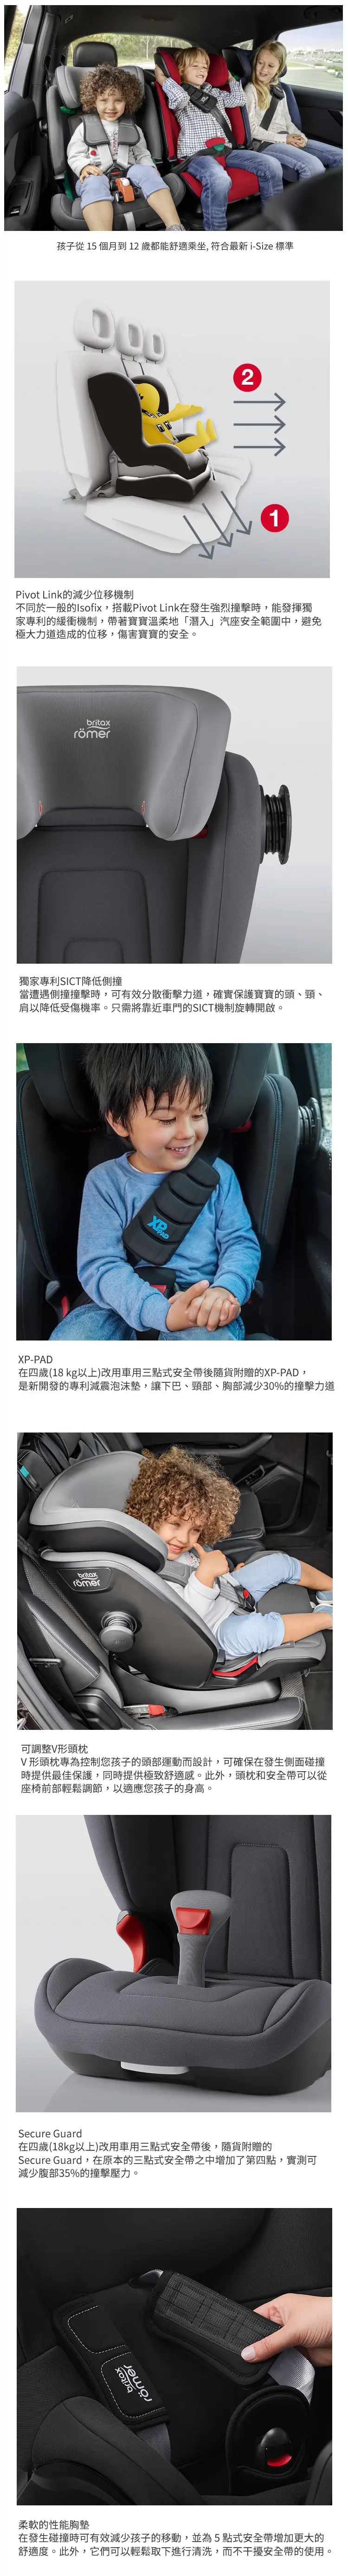 孩子從 15 個月到 12 歲都能舒適乘坐, 符合最新 i-Size 標準
2
1
Pivot Link的減少位移機制
不同於一般的Isofix，搭載Pivot Link在發生強烈撞擊時，能發揮獨
家專利的緩衝機制，帶著寶寶溫柔地「潛入」汽座安全範圍中，避免
極大力道造成的位移，傷害寶寶的安全。
britax
römer
獨家專利SICT降低側撞
當遭遇側撞撞擊時，可有效分散衝擊力道，確實保護寶寶的頭、頸、
肩以降低受傷機率。只需將靠近車門的SICT機制旋轉開啟。
XP
PAD
XP-PAD
在四歲(18 kg以上)改用車用三點式安全帶後隨貨附贈的XP-PAD，
是新開發的專利減震泡沫墊，讓下巴、頸部、胸部減少30%的撞擊力道
britax
römer
可調整V形頭枕
V 形頭枕專為控制您孩子的頭部運動而設計，可確保在發生側面碰撞
時提供最佳保護，同時提供極致舒適感。此外，頭枕和安全帶可以從
座椅前部輕鬆調節，以適應您孩子的身高。
Secure Guard
在四歲(18kg以上)改用車用三點式安全帶後，隨貨附贈的
Secure Guard，在原本的三點式安全帶之中增加了第四點，實測可
減少腹部35%的撞擊壓力。
britax
römer
柔軟的性能胸墊
在發生碰撞時可有效減少孩子的移動，並為 5 點式安全帶增加更大的
舒適度。此外，它們可以輕鬆取下進行清洗，而不干擾安全帶的使用。